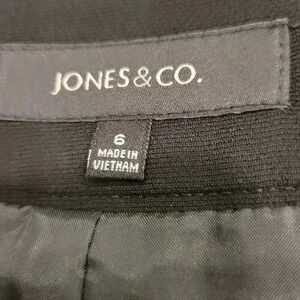 JONES & CO.
6
MADE IN
VIETNAM